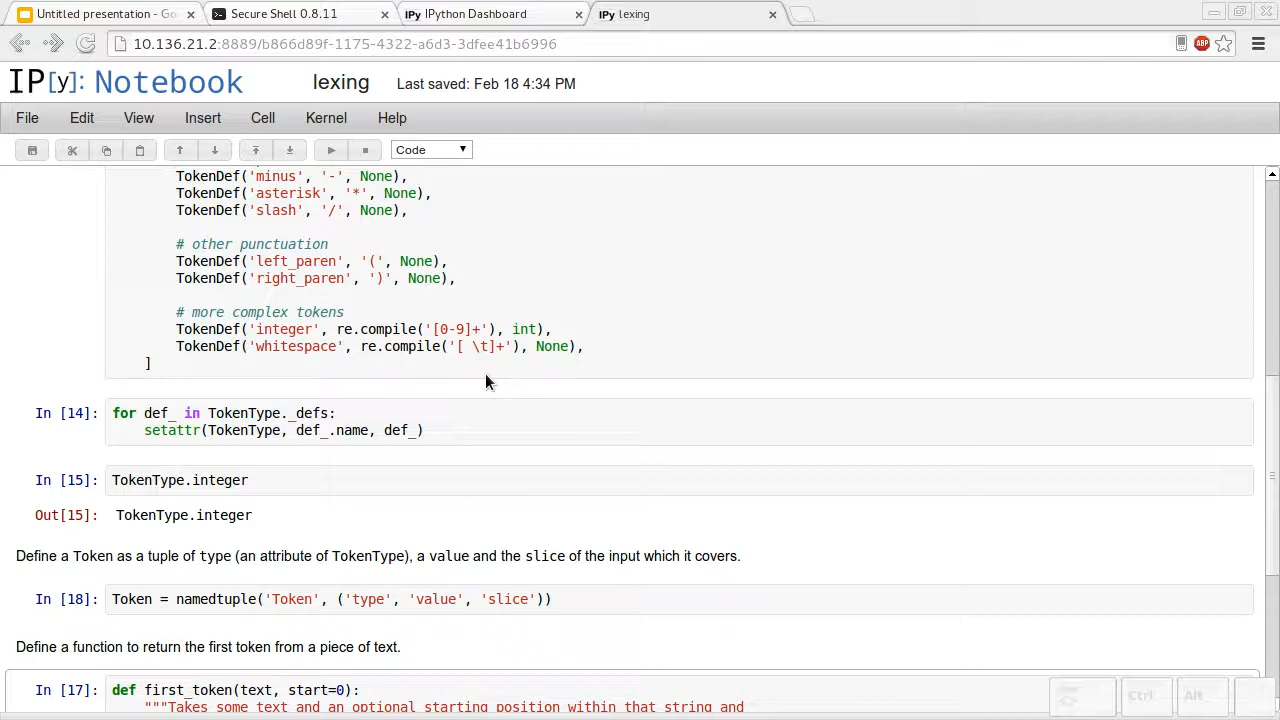 Untitled presentation - Go
Secure Shell 0.8.11
IPy IPython Dashboard
IPy lexing
10.136.21.2:8889/b866d89f-1175-4322-a6d3-3dfee41b6996
ABP
IP[y]: Notebook
lexing
Last saved: Feb 18 4:34 PM
File Edit View Insert Cell Kernel Help
Code
TokenDef('minus', '-', None),
TokenDef('asterisk', '*', None),
TokenDef('slash', '/', None),
# other punctuation
TokenDef('left_paren', '(', None),
TokenDef('right_paren', ')', None),
# more complex tokens
TokenDef('integer', re.compile('[0-9]+'), int),
TokenDef('whitespace', re.compile('[ \t]+'), None),
]
In [14]: for def_ in TokenType._defs:
setattr(TokenType, def_.name, def_)
In [15]: TokenType.integer
Out[15]: TokenType.integer
Define a Token as a tuple of type (an attribute of TokenType), a value and the slice of the input which it covers.
In [18]: Token = namedtuple('Token', ('type', 'value', 'slice'))
Define a function to return the first token from a piece of text.
In [17]: def first_token(text, start=0):
"""Takes some text and an optional starting position within that string and
Ctrl Alt